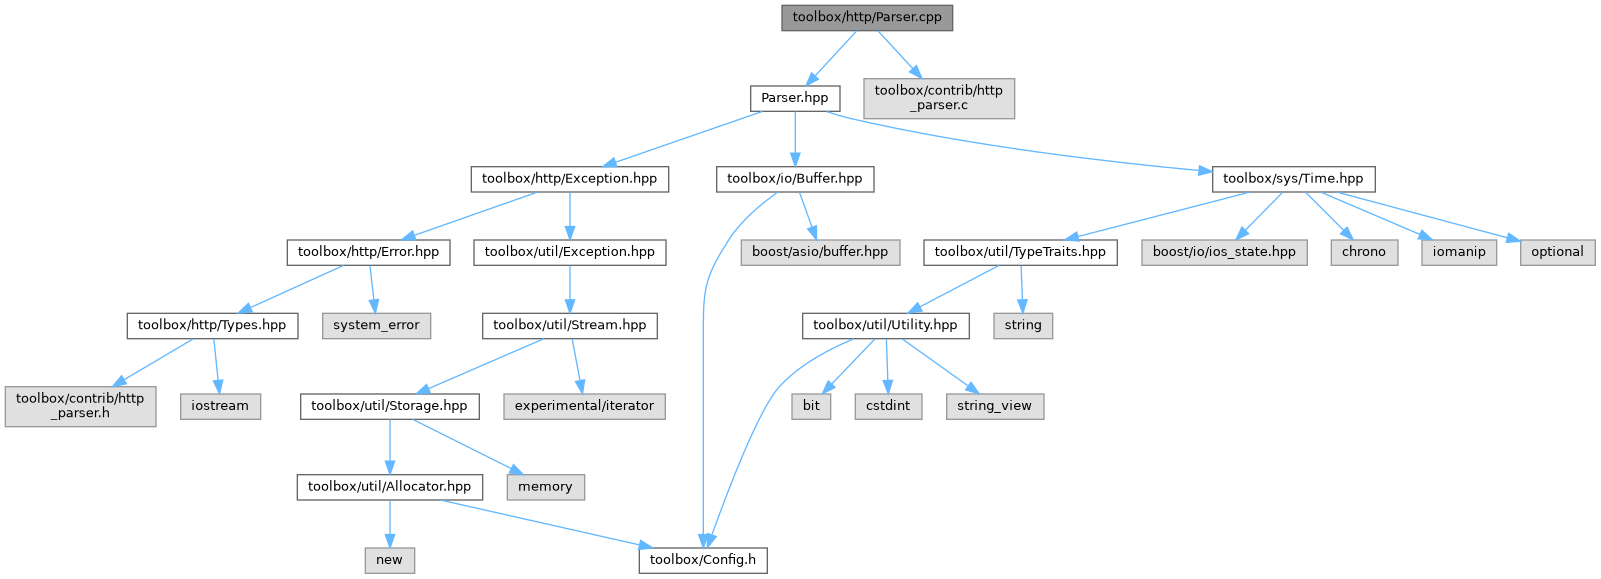 toolbox/http/Parser.cpp
Parser.hpp
toolbox/contrib/http
_parser.c
toolbox/http/Exception.hpp
toolbox/io/Buffer.hpp
toolbox/sys/Time.hpp
toolbox/http/Error.hpp
toolbox/util/Exception.hpp
boost/asio/buffer.hpp
toolbox/util/TypeTraits.hpp
boost/io/ios_state.hpp
chrono
iomanip
optional
toolbox/http/Types.hpp
system_error
toolbox/util/Stream.hpp
toolbox/util/Utility.hpp
string
toolbox/contrib/http
_parser.h
iostream
toolbox/util/Storage.hpp
experimental/iterator
bit
cstdint
string_view
toolbox/util/Allocator.hpp
memory
new
toolbox/Config.h